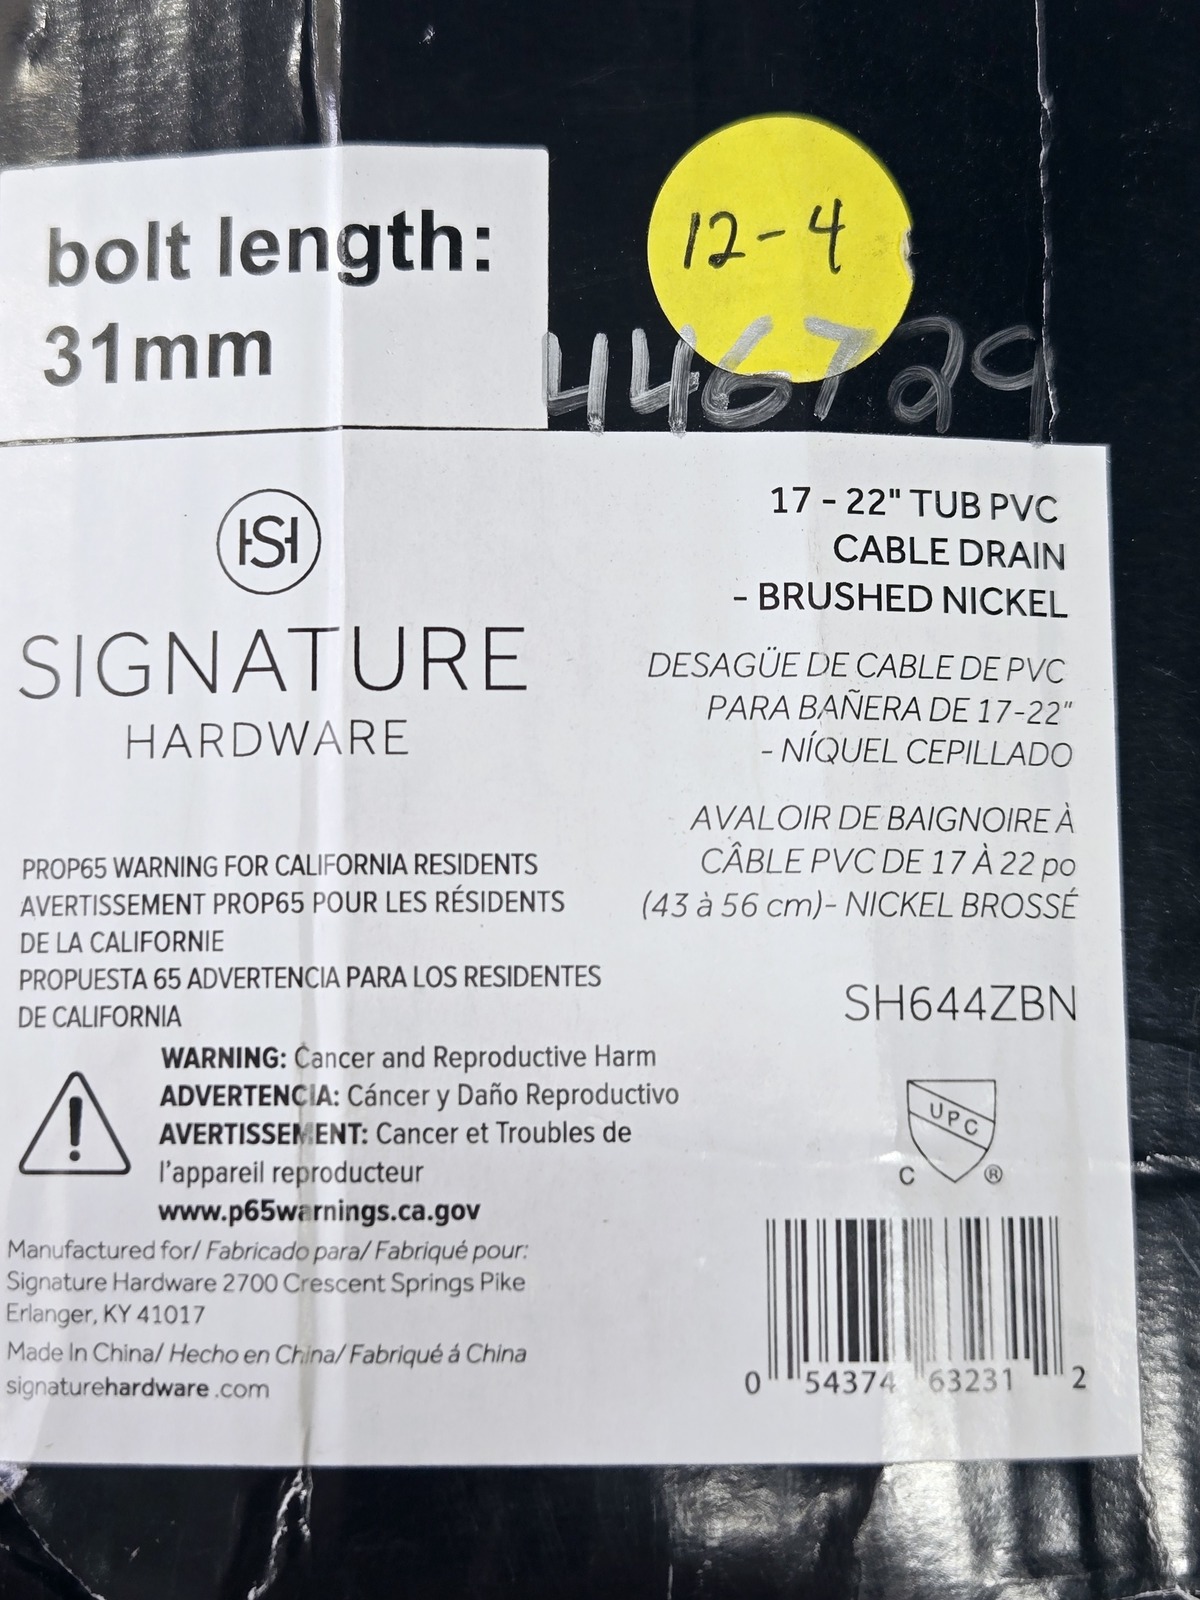 bolt length:
31mm
12-4
446729
HS
SIGNATURE
HARDWARE
17 - 22" TUB PVC
CABLE DRAIN
- BRUSHED NICKEL
DESAGÜE DE CABLE DE PVC
PARA BAÑERA DE 17-22"
- NÍQUEL CEPILLADO
AVALOIR DE BAIGNOIRE À
CÂBLE PVC DE 17 À 22 po
(43 à 56 cm)- NICKEL BROSSÉ
SH644ZBN
PROP65 WARNING FOR CALIFORNIA RESIDENTS
AVERTISSEMENT PROP65 POUR LES RÉSIDENTS
DE LA CALIFORNIE
PROPUESTA 65 ADVERTENCIA PARA LOS RESIDENTES
DE CALIFORNIA
! WARNING: Cancer and Reproductive Harm
ADVERTENCIA: Cáncer y Daño Reproductivo
AVERTISSEMENT: Cancer et Troubles de
l'appareil reproducteur
www.p65warnings.ca.gov
Manufactured for/ Fabricado para/ Fabriqué pour:
Signature Hardware 2700 Crescent Springs Pike
Erlanger, KY 41017
Made In China/ Hecho en China/ Fabriqué á China
signaturehardware .com
UPC
C ®
0 54374 63231 2